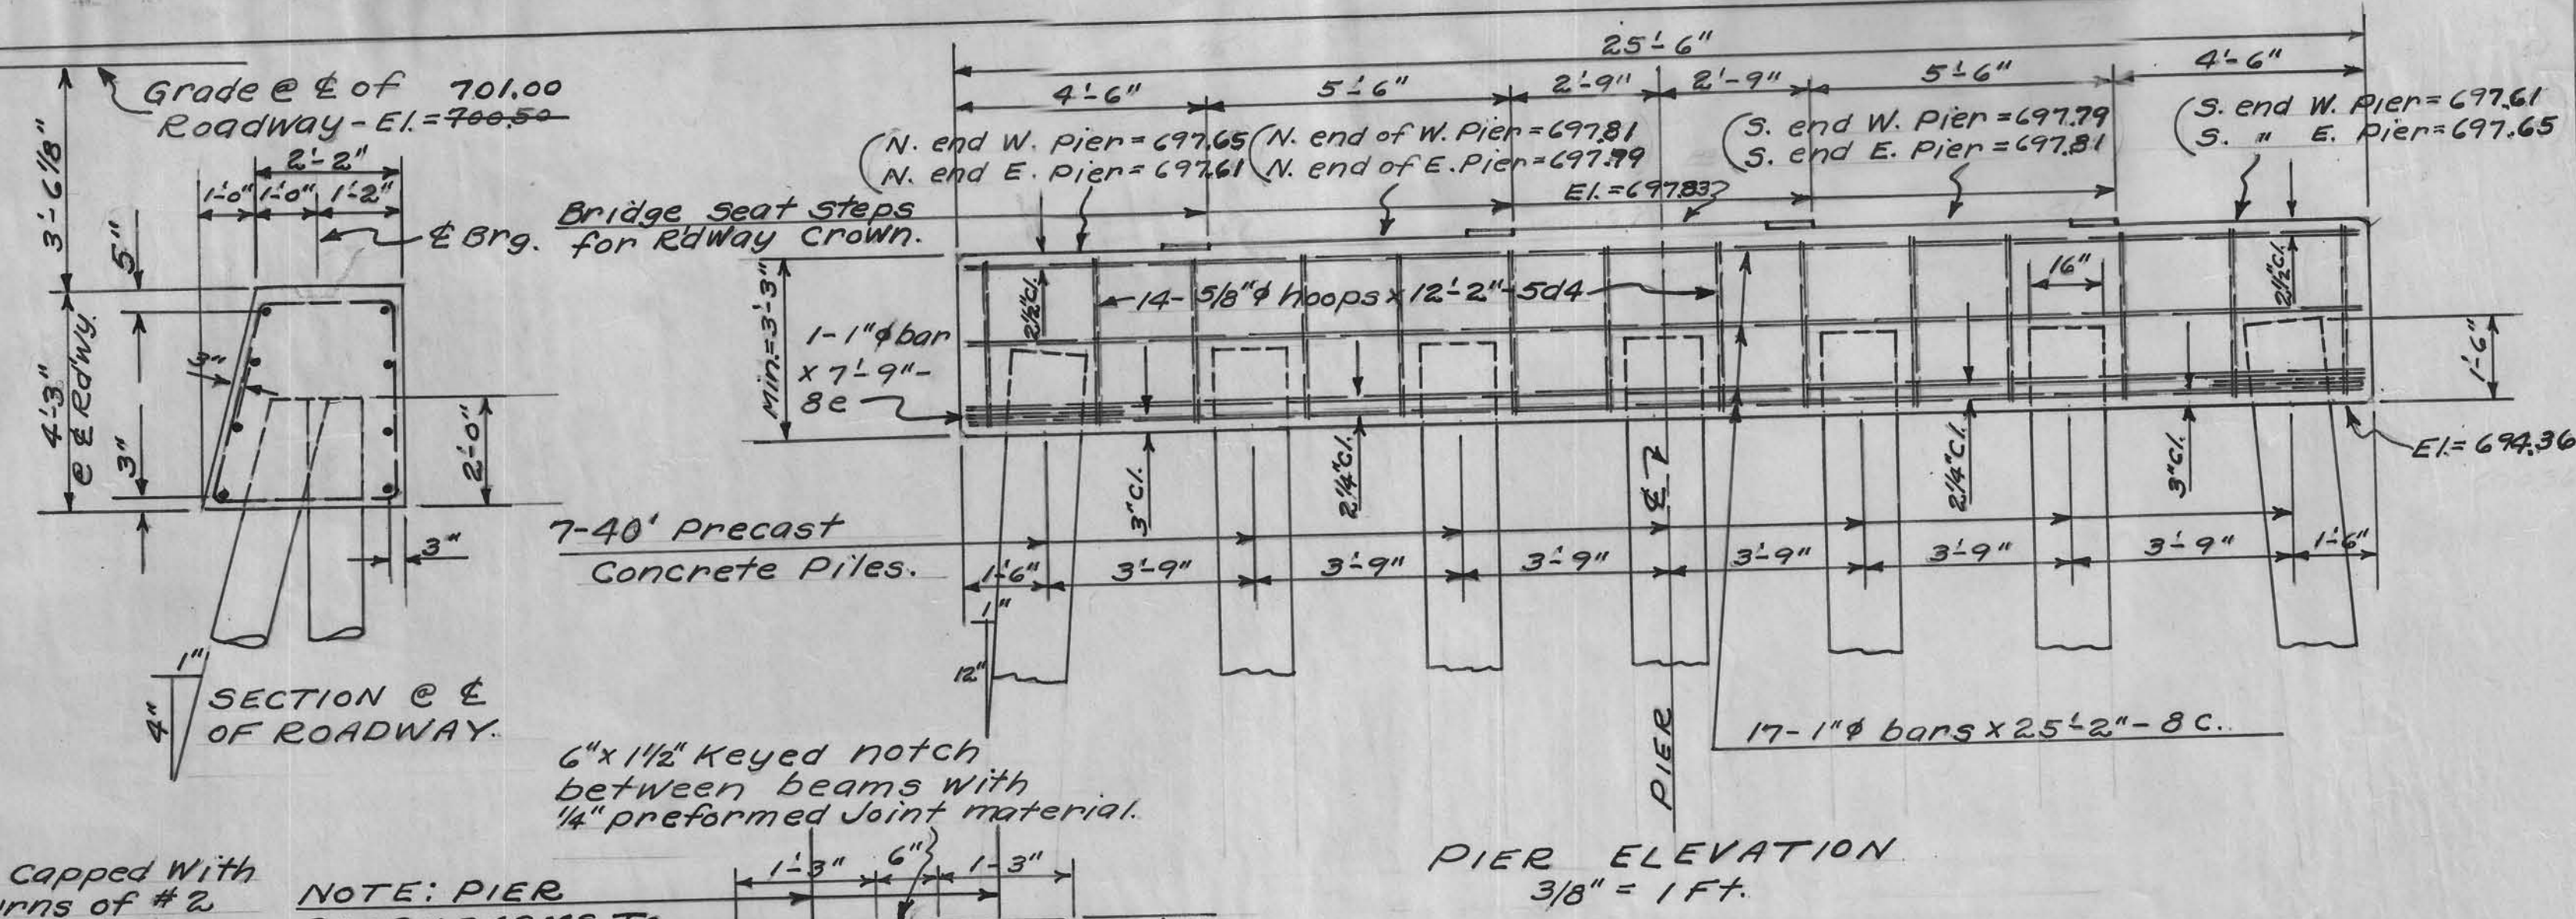 Grade @ ℄ of 701.00
Roadway - El. = 700.50
3'-6 1/8"
2'-2"
1'-0" 1'-0" 1'-2"
5"
℄ Brg.
3"
4'-3"
@ ℄ Rd'wy.
3"
2'-0"
3"
1"
4"
SECTION @ ℄
OF ROADWAY.
25'-6"
4'-6" 5'-6" 2'-9" 2'-9" 5'-6" 4'-6"
(N. end W. Pier = 697.65
N. end E. Pier = 697.61
(N. end of W. Pier = 697.81
N. end of E. Pier = 697.79
(S. end W. Pier = 697.79
S. end E. Pier = 697.81
(S. end W. Pier = 697.61
S. " E. Pier = 697.65
El. = 697.83
Bridge Seat Steps
for Rdway Crown.
Min. = 3'-3"
2 1/2" Cl.
14 - 5/8" ϕ hoops x 12'-2" - 5d4
16"
2 1/2" Cl.
1 - 1" ϕ bar
x 7'-9" -
8e
1'-6"
El. = 694.36
3" Cl.
2 1/4" Cl.
℄
2 1/4" Cl.
3" Cl.
7-40' Precast
Concrete Piles.
1'-6" 3'-9" 3'-9" 3'-9" 3'-9" 3'-9" 3'-9" 1'-6"
1"
12"
PIER
17 - 1" ϕ bars x 25'-2" - 8c.
6" x 1 1/2" Keyed notch
between beams with
1/4" preformed Joint material.
1'-3" 6" 1'-3"
PIER ELEVATION
3/8" = 1 Ft.
Capped With
#2
NOTE: PIER